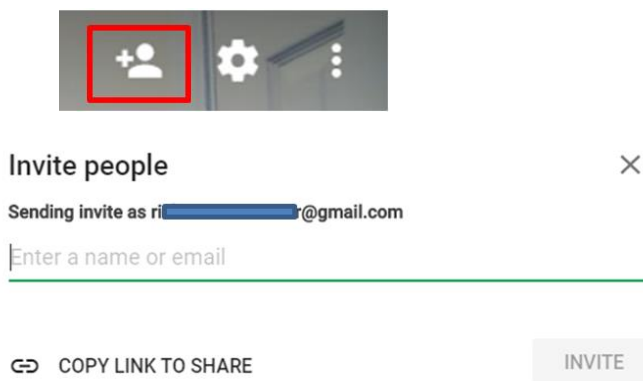 Invite people
Sending invite as ri r@gmail.com
Enter a name or email
COPY LINK TO SHARE
INVITE